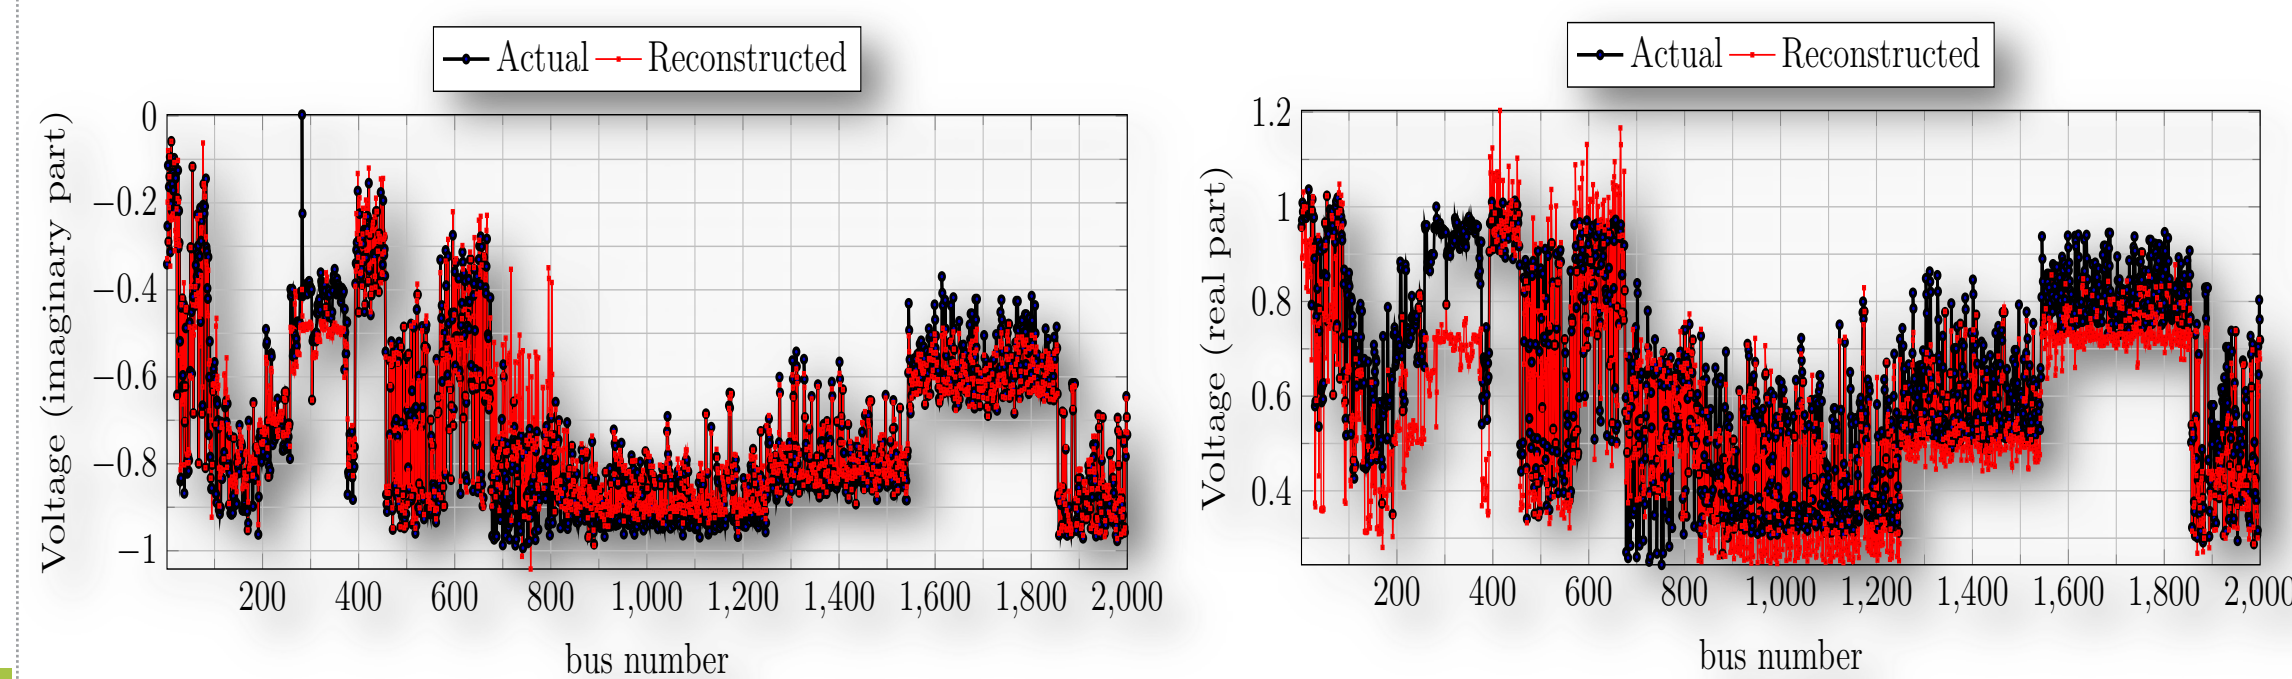 Actual Reconstructed
Voltage (imaginary part)
0
−0.2
−0.4
−0.6
−0.8
−1
200 400 600 800 1,000 1,200 1,400 1,600 1,800 2,000
bus number
Actual Reconstructed
Voltage (real part)
1.2
1
0.8
0.6
0.4
200 400 600 800 1,000 1,200 1,400 1,600 1,800 2,000
bus number